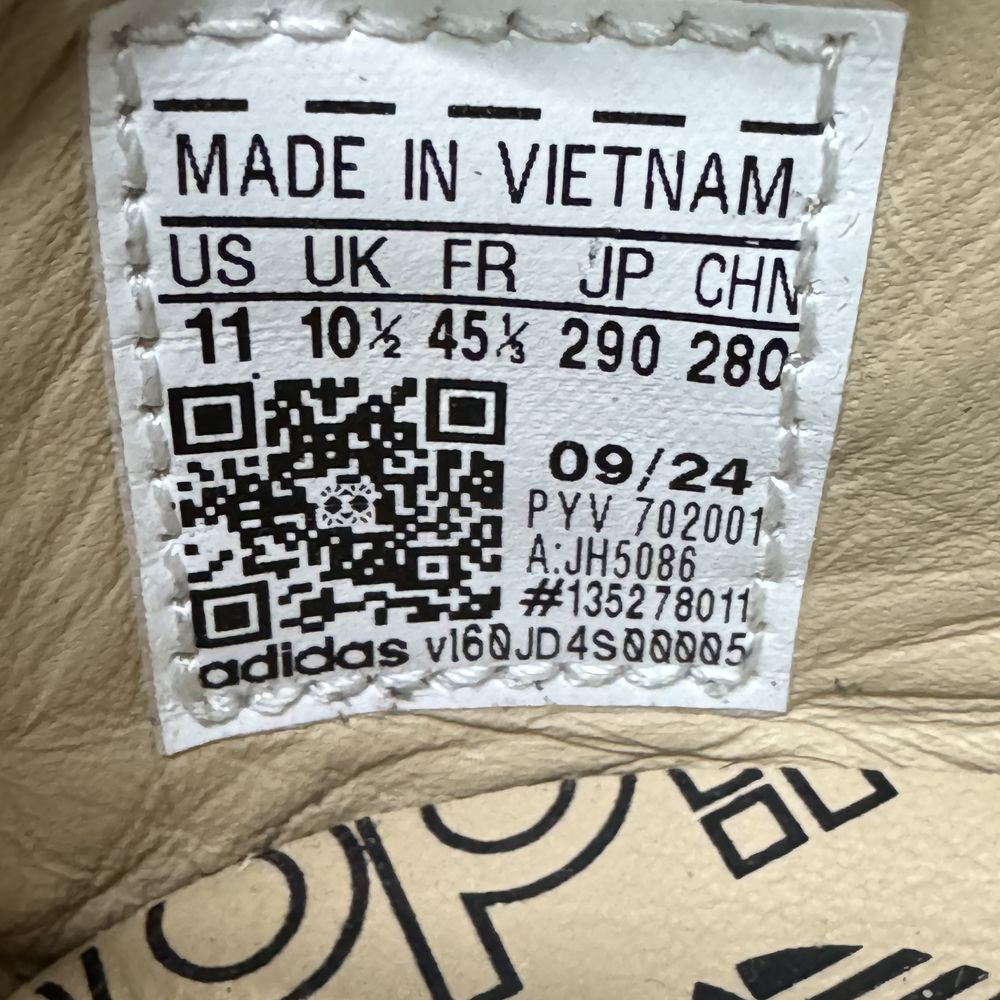 MADE IN VIETNAM
US UK FR JP CHN
11 10½ 45⅓ 290 280
09/24
PYV 702001
A:JH5086
#135278011
adidas v160JD4S00005